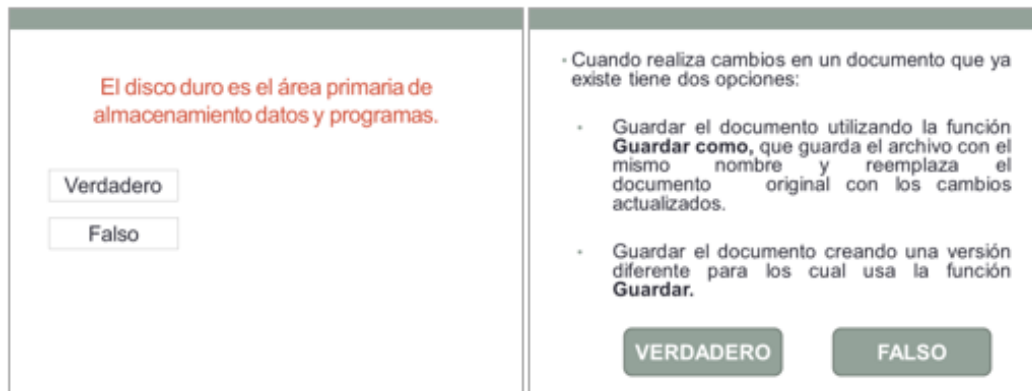 El disco duro es el área primaria de
almacenamiento datos y programas.
Verdadero
Falso
• Cuando realiza cambios en un documento que ya
existe tiene dos opciones:
• Guardar el documento utilizando la función
Guardar como, que guarda el archivo con el
mismo nombre y reemplaza el
documento original con los cambios
actualizados.
• Guardar el documento creando una versión
diferente para los cual usa la función
Guardar.
VERDADERO
FALSO